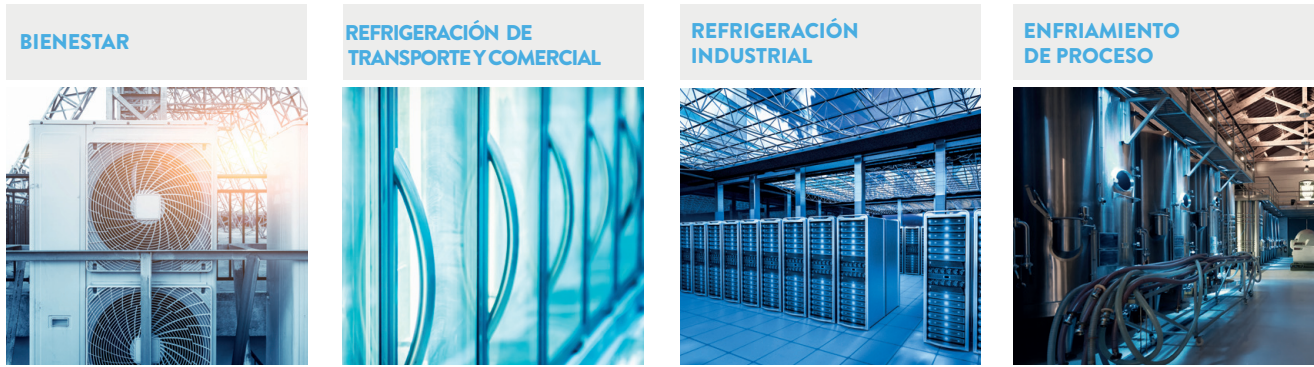 BIENESTAR
REFRIGERACIÓN DE
TRANSPORTE Y COMERCIAL
REFRIGERACIÓN
INDUSTRIAL
ENFRIAMIENTO
DE PROCESO